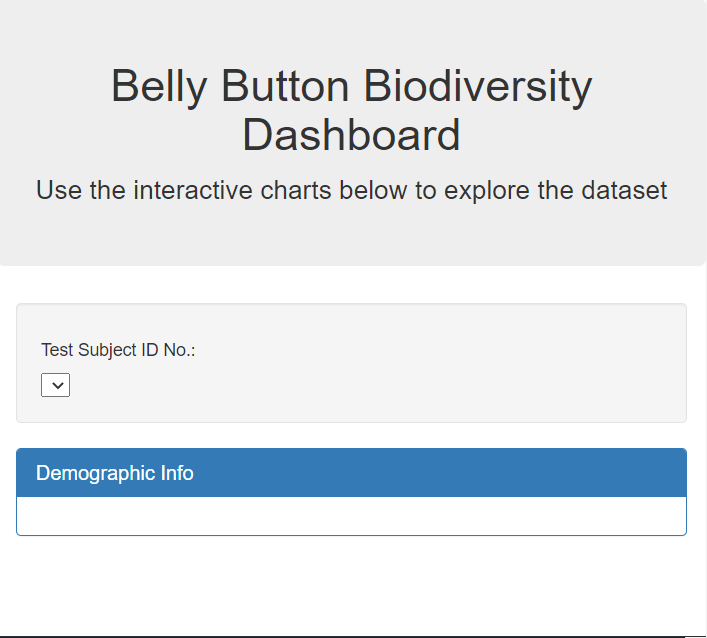 Belly Button Biodiversity
Dashboard
Use the interactive charts below to explore the dataset
Test Subject ID No.:
Demographic Info